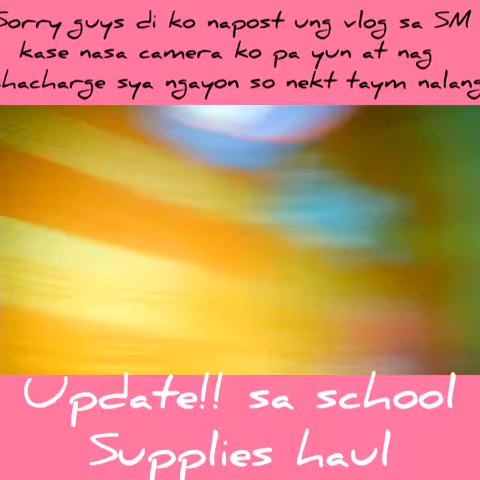 Sorry guys di ko napost ung vlog sa SM
kase nasa camera ko pa yun at nag
chacharge sya ngayon so nekt taym nalang
Update!! sa school
Supplies haul